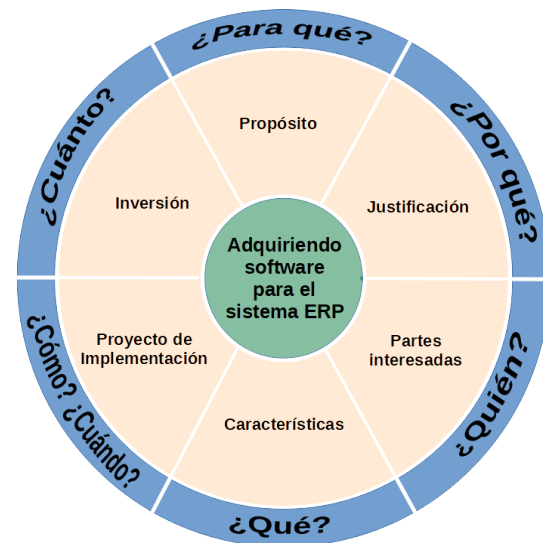 ¿Para qué?
¿Cuánto?
¿Por qué?
Propósito
Inversión
Justificación
Adquiriendo
software
para el
sistema ERP
Proyecto de
Implementación
Partes
interesadas
Características
¿Cómo? ¿Cuándo?
¿Quién?
¿Qué?